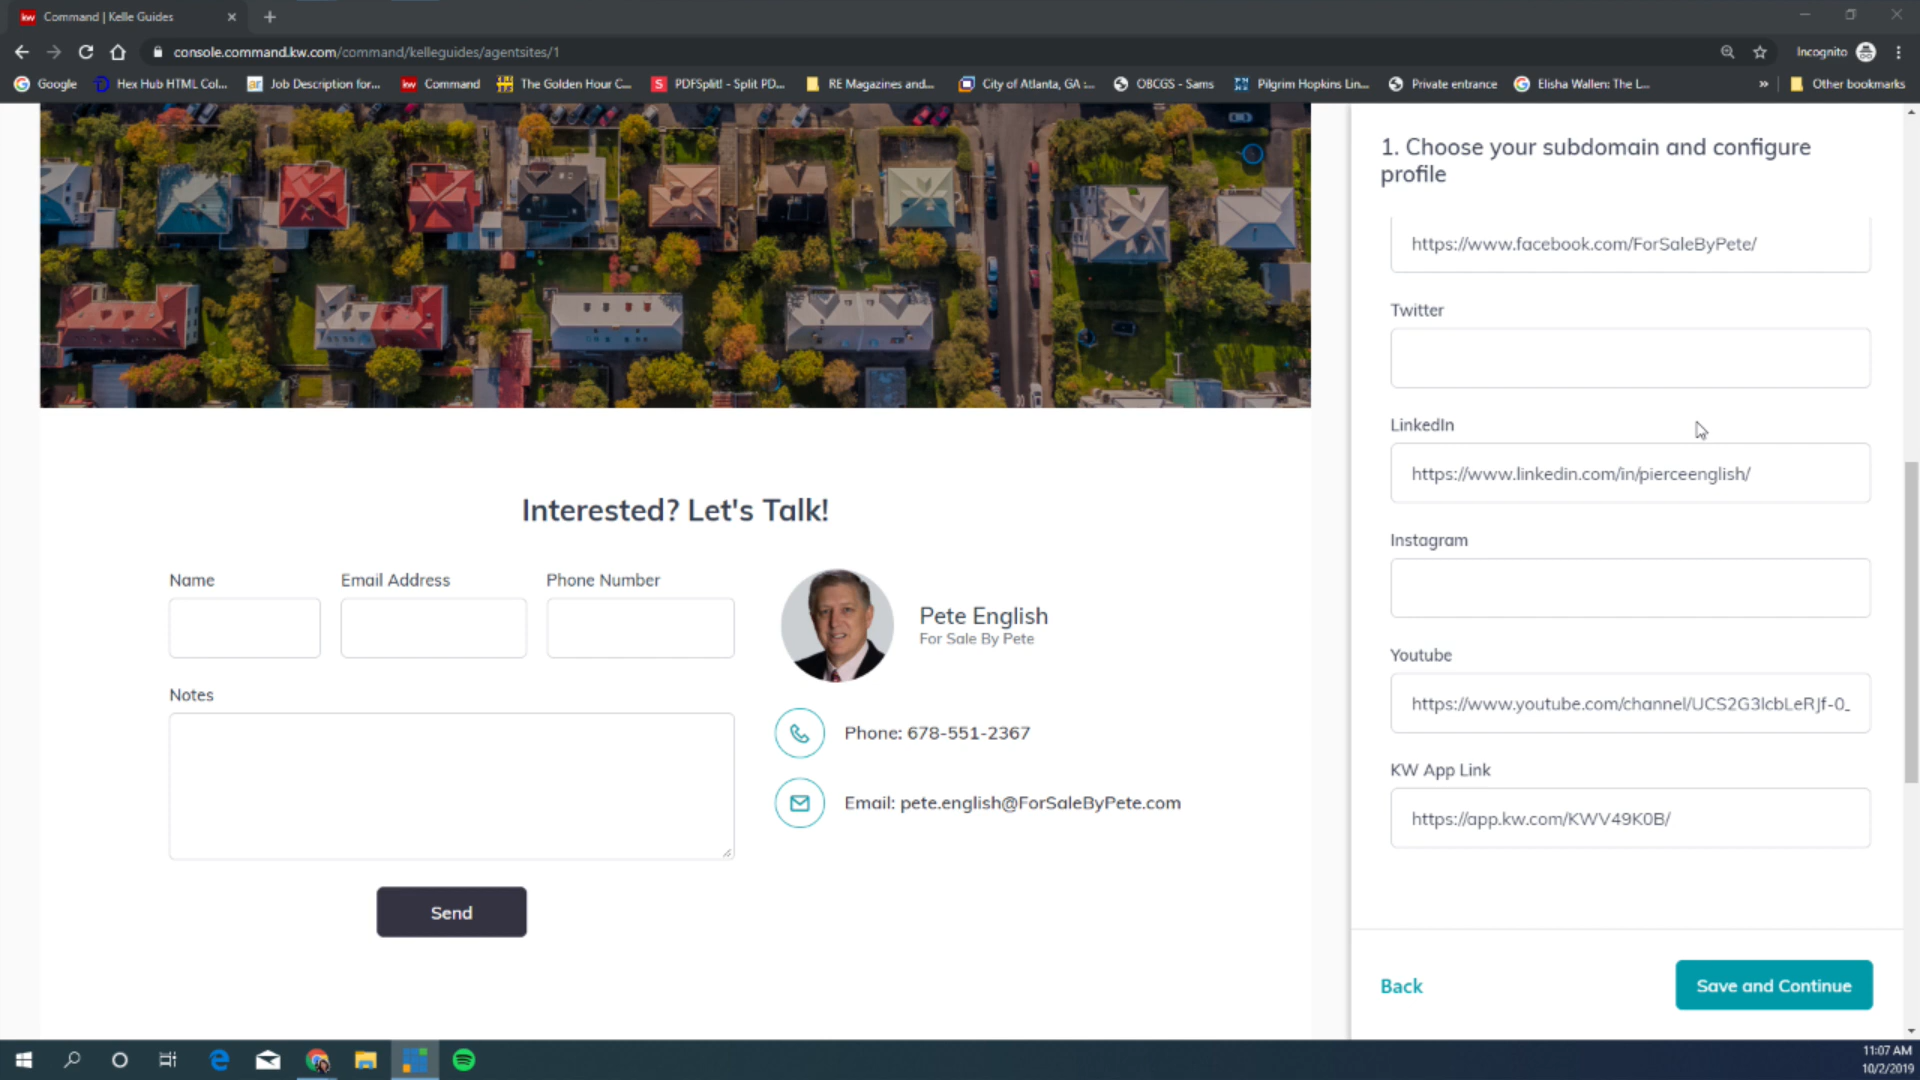 kw Command | Kelle Guides
console.command.kw.com/command/kelleguides/agentsites/1
Incognito
Google
Hex Hub HTML Col...
ar Job Description for...
kw Command
The Golden Hour C...
S PDFSplit! - Split PD...
RE Magazines and...
City of Atlanta, GA :...
OBCGS - Sams
Pilgrim Hopkins Lin...
Private entrance
Elisha Wallen: The L...
»
Other bookmarks
Interested? Let's Talk!
Name
Email Address
Phone Number
Notes
Send
Pete English
For Sale By Pete
Phone: 678-551-2367
Email: pete.english@ForSaleByPete.com
1. Choose your subdomain and configure
profile
https://www.facebook.com/ForSaleByPete/
Twitter
LinkedIn
https://www.linkedin.com/in/pierceenglish/
Instagram
Youtube
https://www.youtube.com/channel/UCS2G3lcbLeRJf-0_
KW App Link
https://app.kw.com/KWV49K0B/
Back
Save and Continue
11:07 AM
10/2/2019